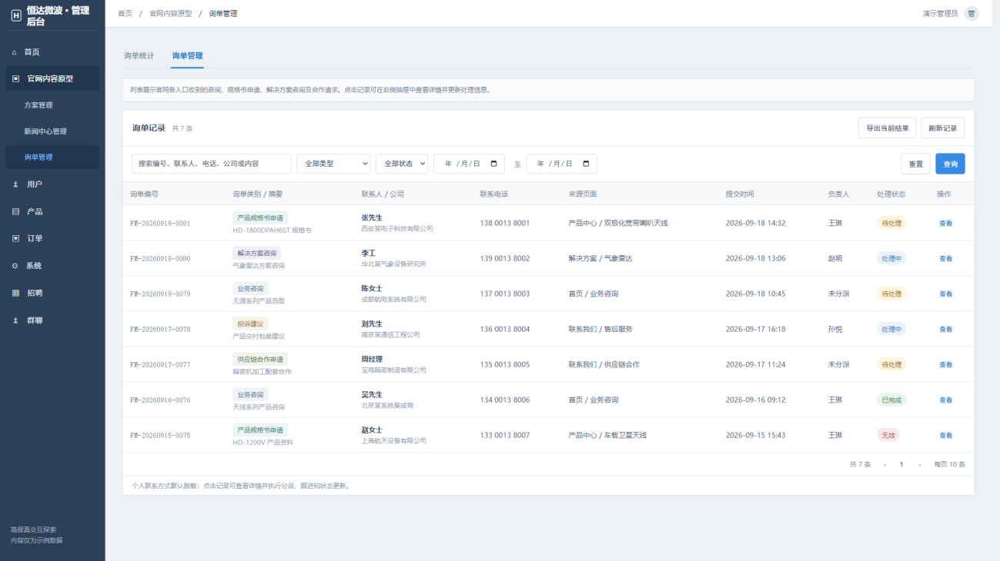 H 恒达微波·管理后台
首页 / 官网内容原型 / 询单管理
演示管理员 管
首页
官网内容原型
方案管理
新闻中心管理
询单管理
用户
产品
订单
系统
招聘
群聊
高保真交互探索
内容仅为示例数据
询单统计 询单管理
列表展示官网各入口收到的咨询、规格书申请、解决方案咨询及合作请求。点击记录可在右侧抽屉中查看详情并更新处理信息。
询单记录 共 7 条 导出当前结果 刷新记录
搜索编号、联系人、电话、公司或内容 全部类型 全部状态 年 /月/日 至 年 /月/日 重置 查询
询单编号 询单类别 / 摘要 联系人 / 公司 联系电话 来源页面 提交时间 负责人 处理状态 操作
FM-20260918-0081 产品规格书申请 张先生 138 0013 8001 产品中心 / 双极化宽带喇叭天线 2026-09-18 14:32 王琳 待处理 查看
HD-1800DPAH6ST 规格书 西安某电子科技有限公司
FM-20260918-0080 解决方案咨询 李工 139 0013 8002 解决方案 / 气象雷达 2026-09-18 13:06 赵明 处理中 查看
气象雷达方案咨询 华北某气象设备研究所
FM-20260918-0079 业务咨询 陈女士 137 0013 8003 首页 / 业务咨询 2026-09-18 10:45 未分派 待处理 查看
无源系列产品选型 成都航电系统有限公司
FM-20260917-0078 投诉建议 刘先生 136 0013 8004 联系我们 / 售后服务 2026-09-17 16:18 孙悦 处理中 查看
产品交付包装建议 南京某通信工程公司
FM-20260917-0077 供应链合作申请 周经理 135 0013 8005 联系我们 / 供应链合作 2026-09-17 11:24 未分派 待处理 查看
精密机加工配套合作 宝鸡精密制造有限公司
FM-20260916-0076 业务咨询 吴先生 134 0013 8006 首页 / 业务咨询 2026-09-16 09:12 王琳 已完成 查看
天线系列产品咨询 北京某系统集成商
FM-20260915-0075 产品规格书申请 赵女士 133 0013 8007 产品中心 / 车载卫星天线 2026-09-15 15:43 王琳 无效 查看
HD-1200V 产品资料 上海航天设备有限公司
共 7 条 ‹ 1 › 每页 10 条
个人联系方式默认脱敏；点击记录可查看详情并执行分派、跟进和状态更新。